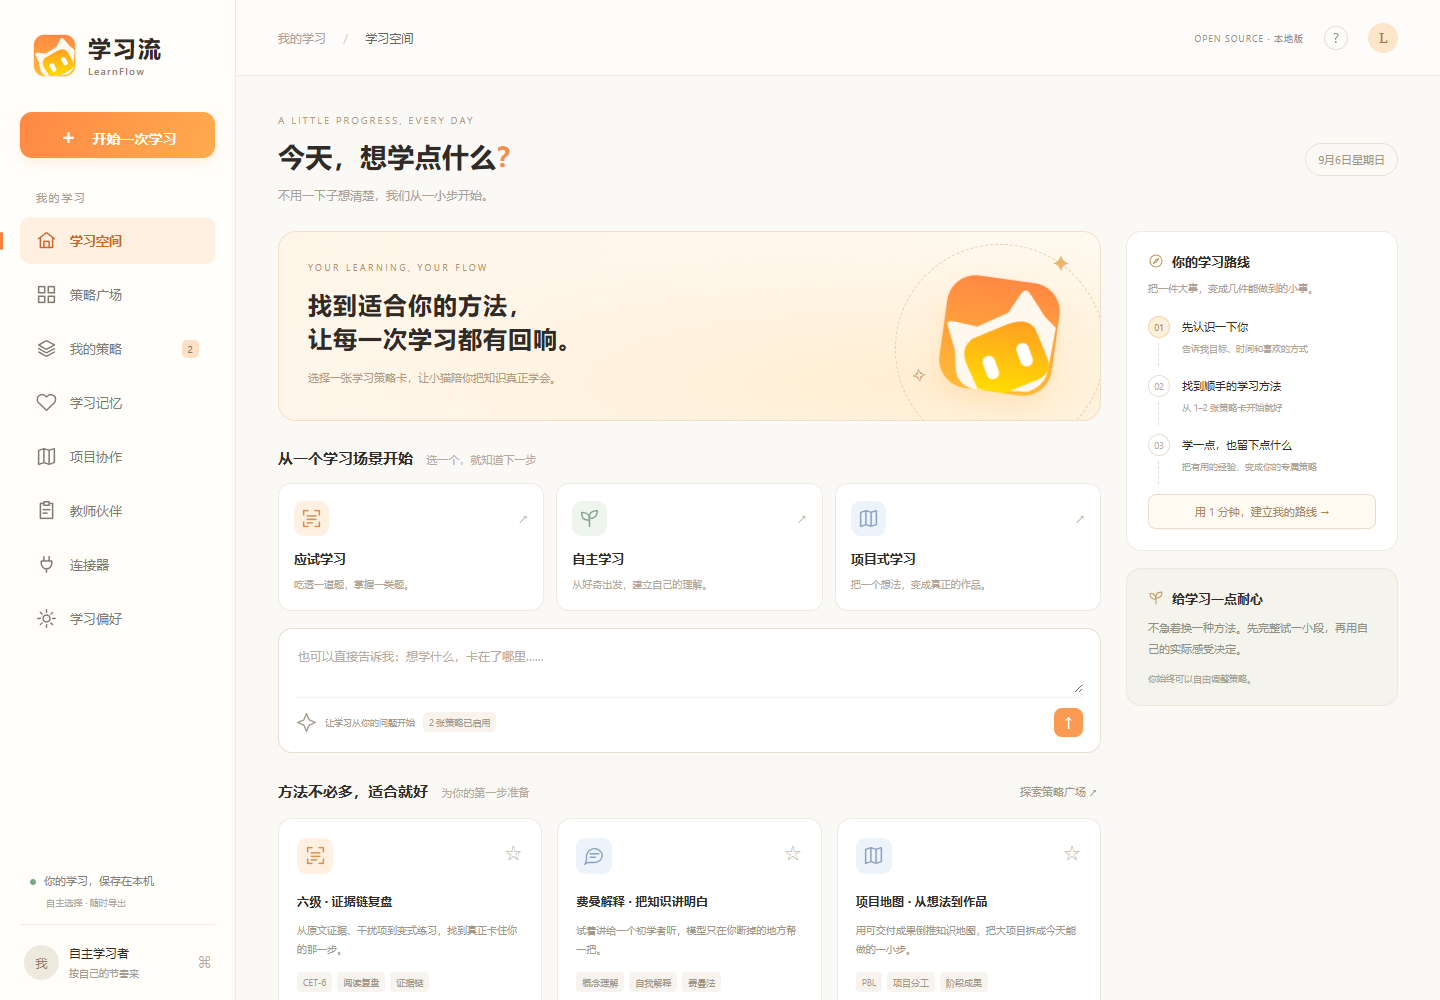 学习流
LearnFlow
+ 开始一次学习
我的学习
学习空间
策略广场
我的策略 2
学习记忆
项目协作
教师伙伴
连接器
学习偏好
你的学习，保存在本机
自主选择 · 随时导出
我
自主学习者
按自己的节奏来
⌘
我的学习 / 学习空间
OPEN SOURCE · 本地版
?
L
A LITTLE PROGRESS, EVERY DAY
今天，想学点什么？
不用一下子想清楚，我们从一小步开始。
9月6日星期日
YOUR LEARNING, YOUR FLOW
找到适合你的方法，
让每一次学习都有回响。
选择一张学习策略卡，让小猫陪你把知识真正学会。
从一个学习场景开始 选一个，就知道下一步
应试学习
吃透一道题，掌握一类题。
自主学习
从好奇出发，建立自己的理解。
项目式学习
把一个想法，变成真正的作品。
也可以直接告诉我：想学什么，卡在了哪里……
让学习从你的问题开始 2 张策略已启用
方法不必多，适合就好 为你的第一步准备
探索策略广场 ↗
六级 · 证据链复盘
从原文证据、干扰项到变式练习，找到真正卡住你
的那一步。
CET-6 阅读复盘 证据链
费曼解释 · 把知识讲明白
试着讲给一个初学者听，模型只在你断掉的地方帮
一把。
概念理解 自我解释 费曼法
项目地图 · 从想法到作品
用可交付成果倒推知识地图，把大项目拆成今天能
做的一小步。
PBL 项目分工 阶段成果
你的学习路线
把一件大事，变成几件能做到的小事。
01 先认识一下你
告诉我目标、时间和喜欢的方式
02 找到顺手的学习方法
从 1–2 张策略卡开始就好
03 学一点，也留下点什么
把有用的经验，变成你的专属策略
用 1 分钟，建立我的路线 →
给学习一点耐心
不急着换一种方法。先完整试一小段，再用自
己的实际感受决定。
你始终可以自由调整策略。